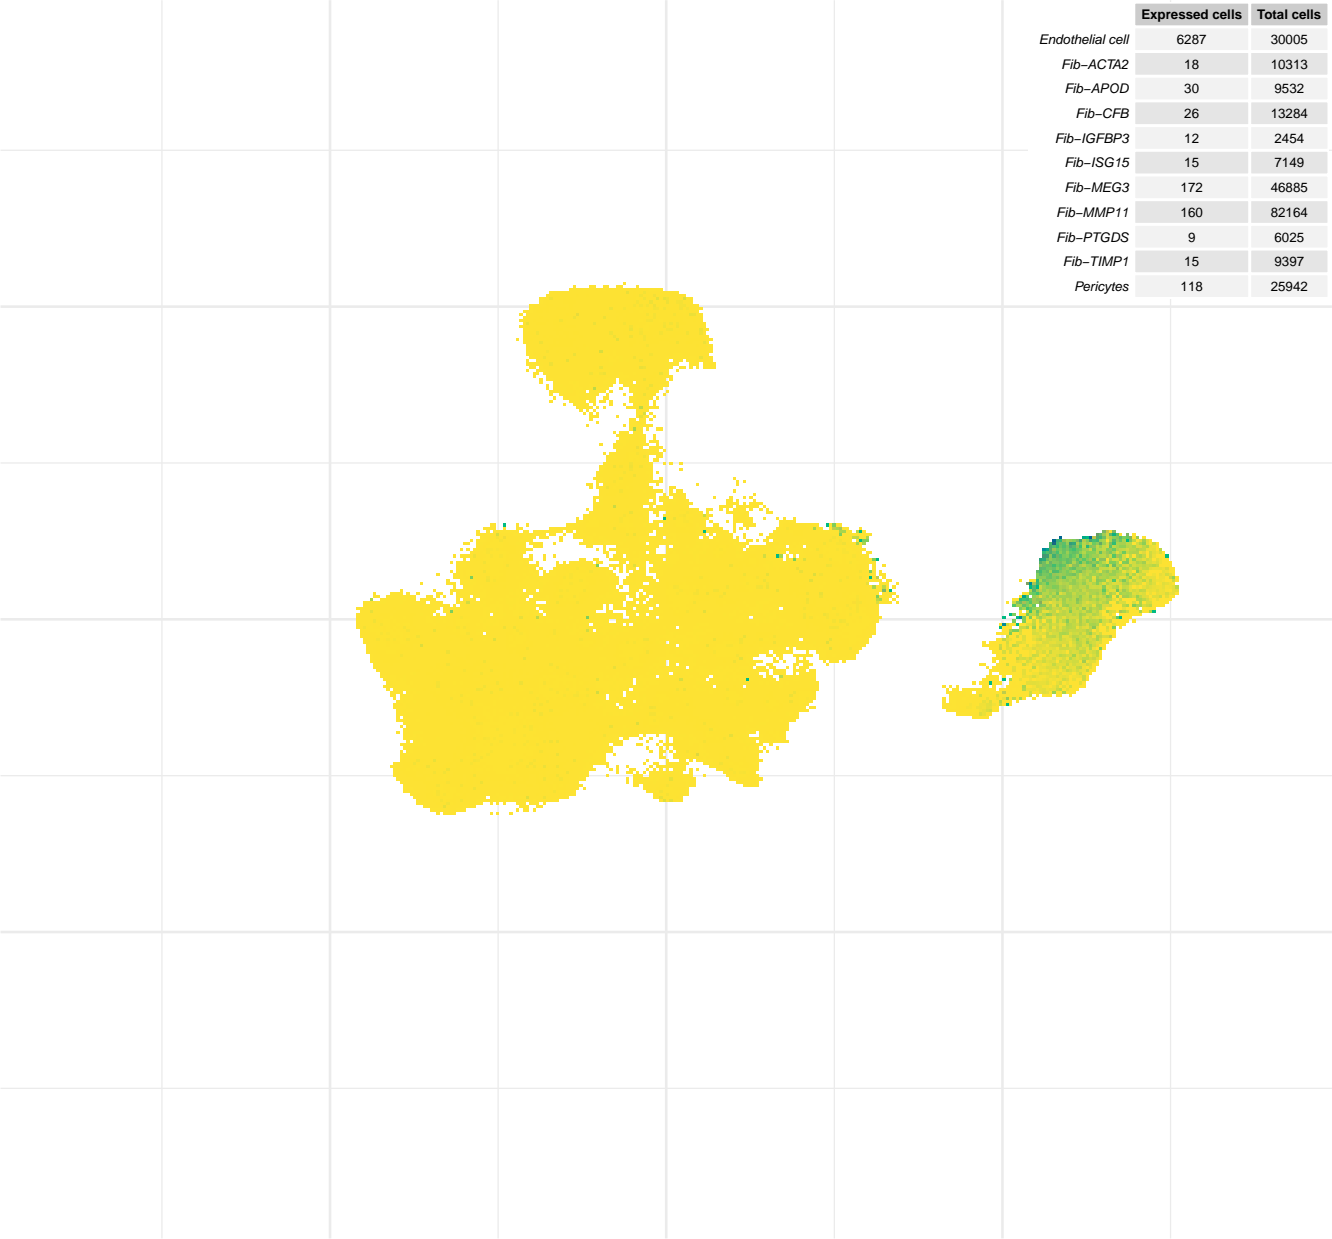 Expressed cells Total cells
Endothelial cell 6287 30005
Fib−ACTA2 18 10313
Fib−APOD 30 9532
Fib−CFB 26 13284
Fib−IGFBP3 12 2454
Fib−ISG15 15 7149
Fib−MEG3 172 46885
Fib−MMP11 160 82164
Fib−PTGDS 9 6025
Fib−TIMP1 15 9397
Pericytes 118 25942